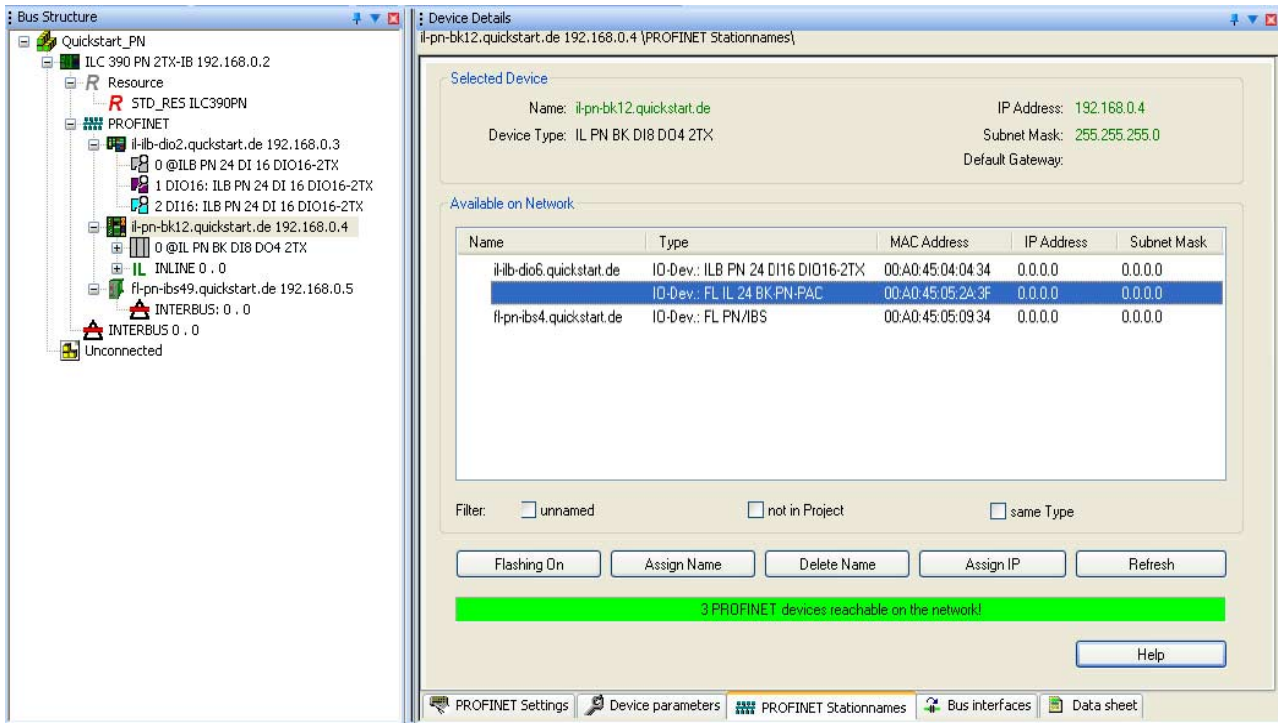 Bus Structure
Quickstart_PN
ILC 390 PN 2TX-IB 192.168.0.2
R Resource
R STD_RES ILC390PN
PROFINET
il-ilb-dio2.quckstart.de 192.168.0.3
0 @ILB PN 24 DI 16 DIO16-2TX
1 DIO16: ILB PN 24 DI 16 DIO16-2TX
2 DI16: ILB PN 24 DI 16 DIO16-2TX
il-pn-bk12.quickstart.de 192.168.0.4
0 @IL PN BK DI8 DO4 2TX
IL INLINE 0 . 0
fl-pn-ibs49.quickstart.de 192.168.0.5
INTERBUS: 0 . 0
INTERBUS 0 . 0
Unconnected
Device Details
il-pn-bk12.quickstart.de 192.168.0.4 \PROFINET Stationnames\
Selected Device
Name: il-pn-bk12.quickstart.de IP Address: 192.168.0.4
Device Type: IL PN BK DI8 DO4 2TX Subnet Mask: 255.255.255.0
Default Gateway:
Available on Network
Name Type MAC Address IP Address Subnet Mask
il-ilb-dio6.quickstart.de IO-Dev.: ILB PN 24 DI16 DIO16-2TX 00:A0:45:04:04:34 0.0.0.0 0.0.0.0
IO-Dev.: FL IL 24 BK-PN-PAC 00:A0:45:05:2A:3F 0.0.0.0 0.0.0.0
fl-pn-ibs4.quickstart.de IO-Dev.: FL PN/IBS 00:A0:45:05:09:34 0.0.0.0 0.0.0.0
Filter: unnamed not in Project same Type
Flashing On Assign Name Delete Name Assign IP Refresh
3 PROFINET devices reachable on the network!
Help
PROFINET Settings Device parameters PROFINET Stationnames Bus interfaces Data sheet